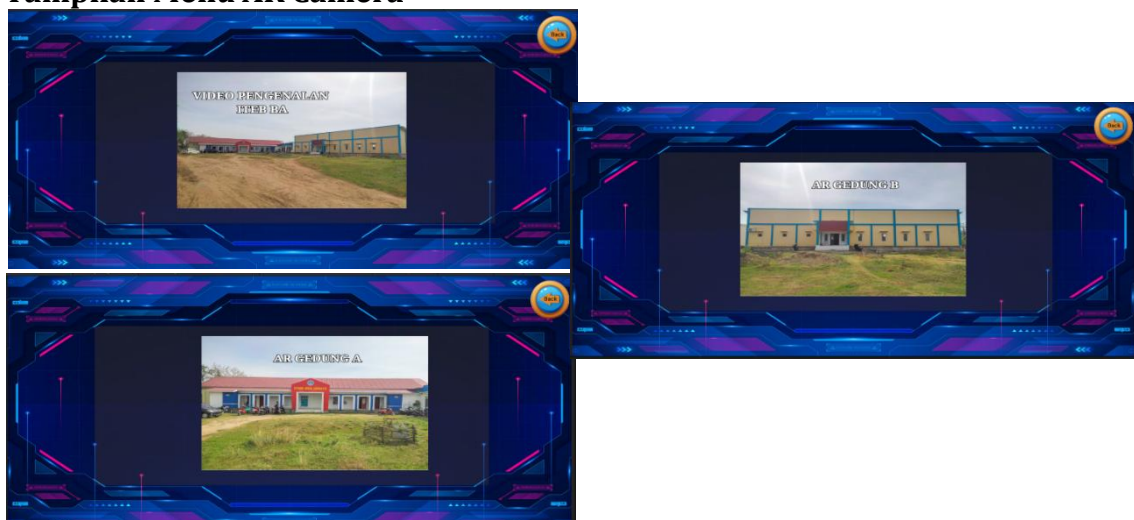 Tampilan Menu AR Camera
Back
VIDEO PENGENALAN
ITEB BA
Back
AR GEDUNG B
Back
AR GEDUNG A